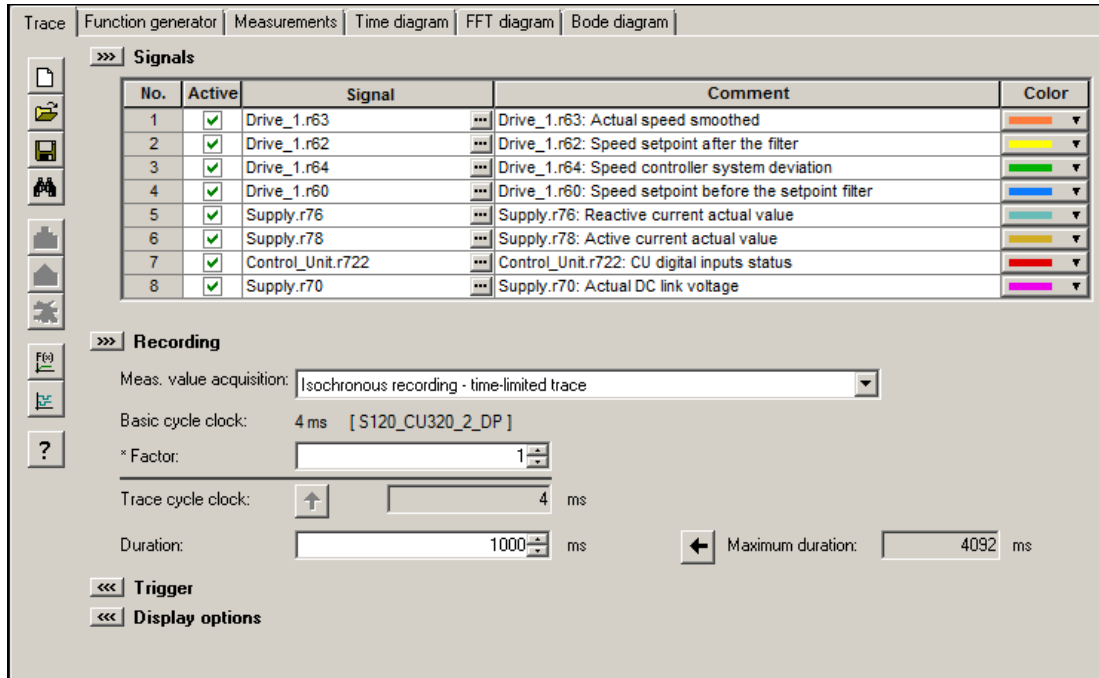 Trace Function generator Measurements Time diagram FFT diagram Bode diagram
>>> Signals
No. Active Signal Comment Color
1 Drive_1.r63 ... Drive_1.r63: Actual speed smoothed
2 Drive_1.r62 ... Drive_1.r62: Speed setpoint after the filter
3 Drive_1.r64 ... Drive_1.r64: Speed controller system deviation
4 Drive_1.r60 ... Drive_1.r60: Speed setpoint before the setpoint filter
5 Supply.r76 ... Supply.r76: Reactive current actual value
6 Supply.r78 ... Supply.r78: Active current actual value
7 Control_Unit.r722 ... Control_Unit.r722: CU digital inputs status
8 Supply.r70 ... Supply.r70: Actual DC link voltage
>>> Recording
F(x)
Meas. value acquisition: Isochronous recording - time-limited trace
Basic cycle clock: 4 ms [ S120_CU320_2_DP ]
? * Factor: 1
Trace cycle clock: 4 ms
Duration: 1000 ms Maximum duration: 4092 ms
<<< Trigger
<<< Display options